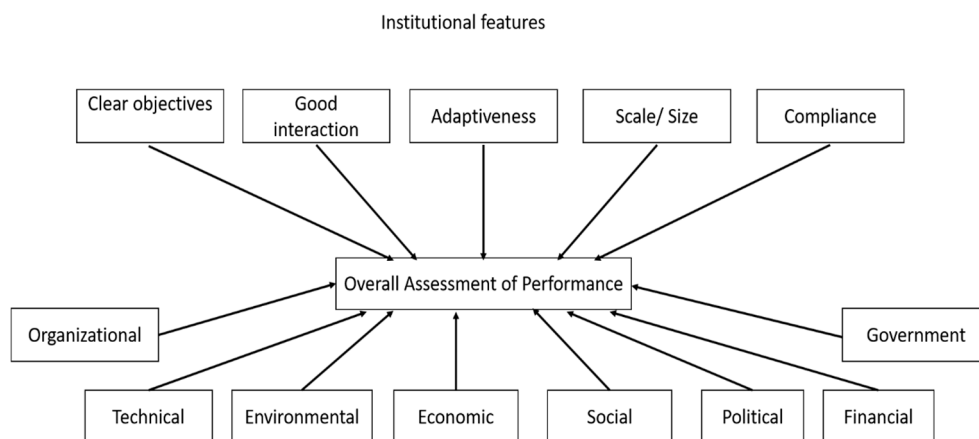 Institutional features
Clear objectives
Good
interaction
Adaptiveness
Scale/ Size
Compliance
Overall Assessment of Performance
Organizational
Government
Technical
Environmental
Economic
Social
Political
Financial